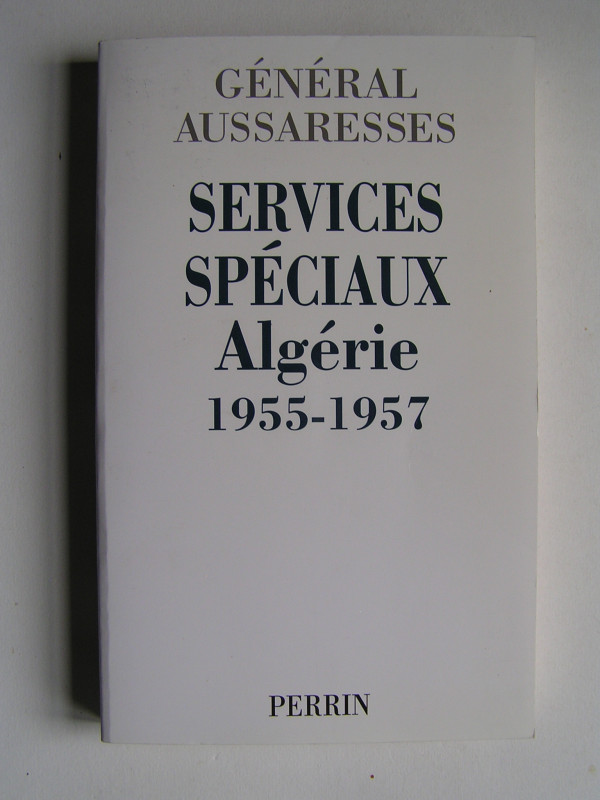 GÉNÉRAL
AUSSARESSES
SERVICES
SPÉCIAUX
Algérie
1955-1957
PERRIN